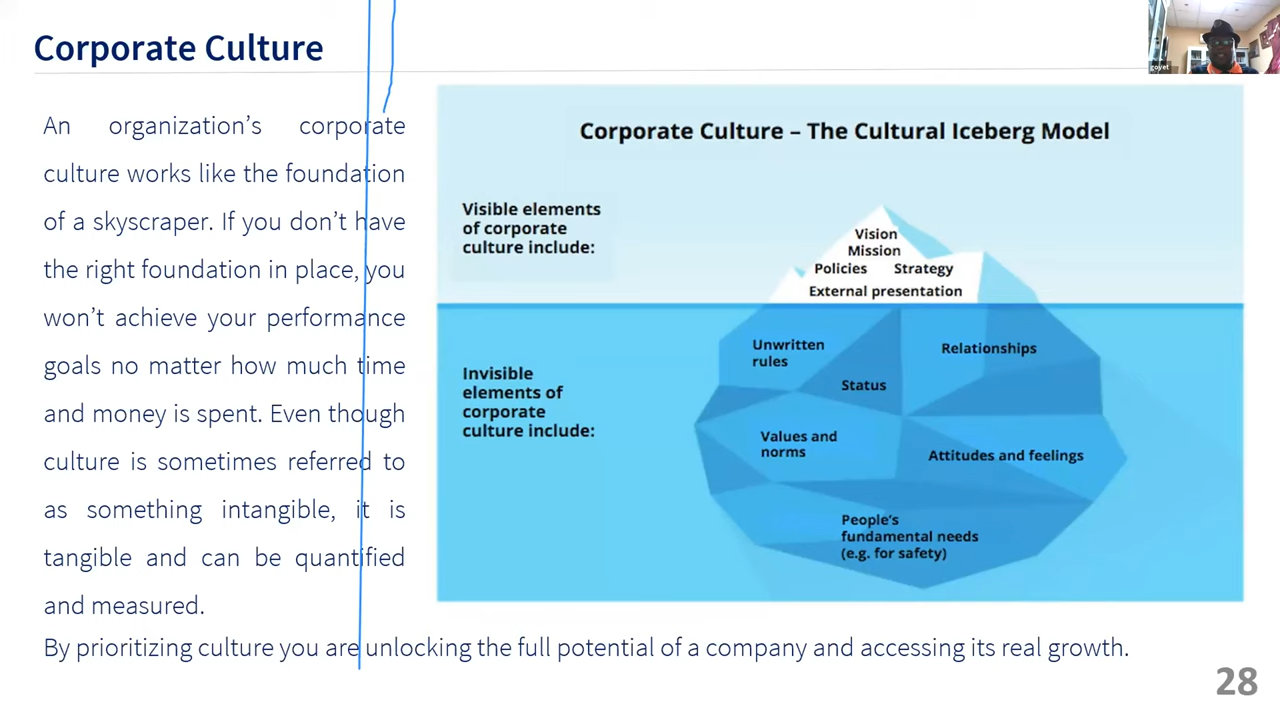 Corporate Culture
goyet
An organization's corporate
culture works like the foundation
of a skyscraper. If you don't have
the right foundation in place, you
won't achieve your performance
goals no matter how much time
and money is spent. Even though
culture is sometimes referred to
as something intangible, it is
tangible and can be quantified
and measured.
By prioritizing culture you are unlocking the full potential of a company and accessing its real growth.
Corporate Culture – The Cultural Iceberg Model
Visible elements
of corporate
culture include:
Vision
Mission
Policies Strategy
External presentation
Invisible
elements of
corporate
culture include:
Unwritten
rules
Relationships
Status
Values and
norms
Attitudes and feelings
People's
fundamental needs
(e.g. for safety)
28